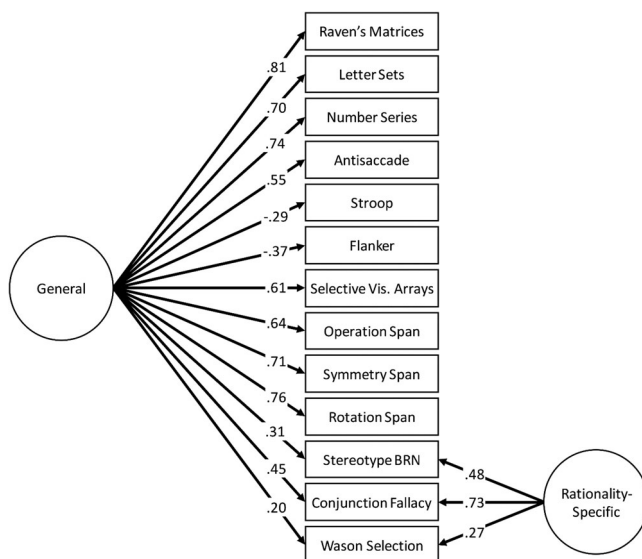 Raven's Matrices
.81
Letter Sets
.70
Number Series
.74
Antisaccade
.55
Stroop
-.29
Flanker
-.37
General
.61
Selective Vis. Arrays
.64
Operation Span
.71
Symmetry Span
.76
Rotation Span
.31
Stereotype BRN
.48
.45
Conjunction Fallacy
.73
Rationality-
Specific
.20
Wason Selection
.27